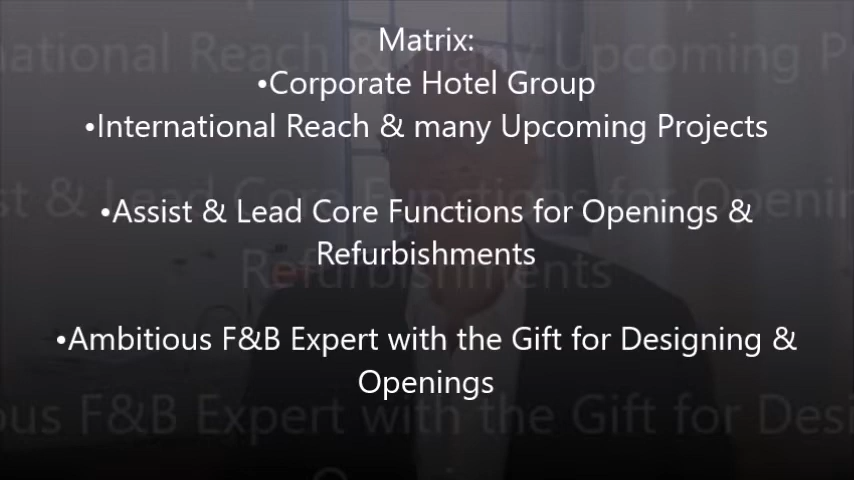 Matrix:
•Corporate Hotel Group
•International Reach & many Upcoming Projects
•Assist & Lead Core Functions for Openings &
Refurbishments
•Ambitious F&B Expert with the Gift for Designing &
Openings